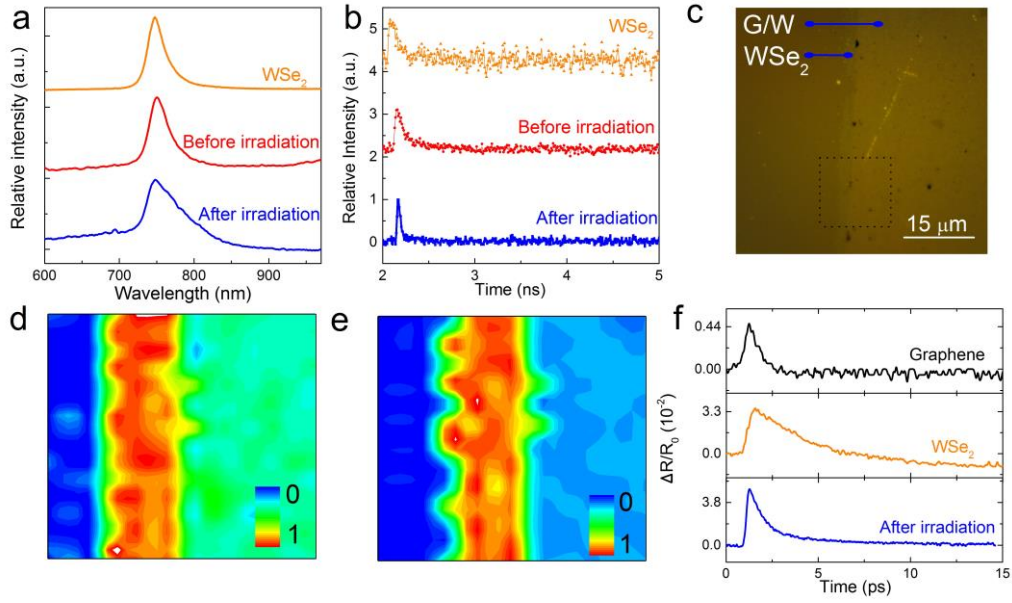 a
Relative intensity (a.u.)
WSe₂
Before irradiation
After irradiation
600 700 800 900
Wavelength (nm)
b
Relative Intensity (a.u.)
5
4
3
2
1
0
WSe₂
Before irradiation
After irradiation
2 3 4 5
Time (ns)
c
G/W
WSe₂
15 μm
d
0
1
e
0
1
f
ΔR/R₀ (10⁻²)
0.44
0.00
Graphene
3.3
0.0
WSe₂
3.8
0.0
After irradiation
0 5 10 15
Time (ps)